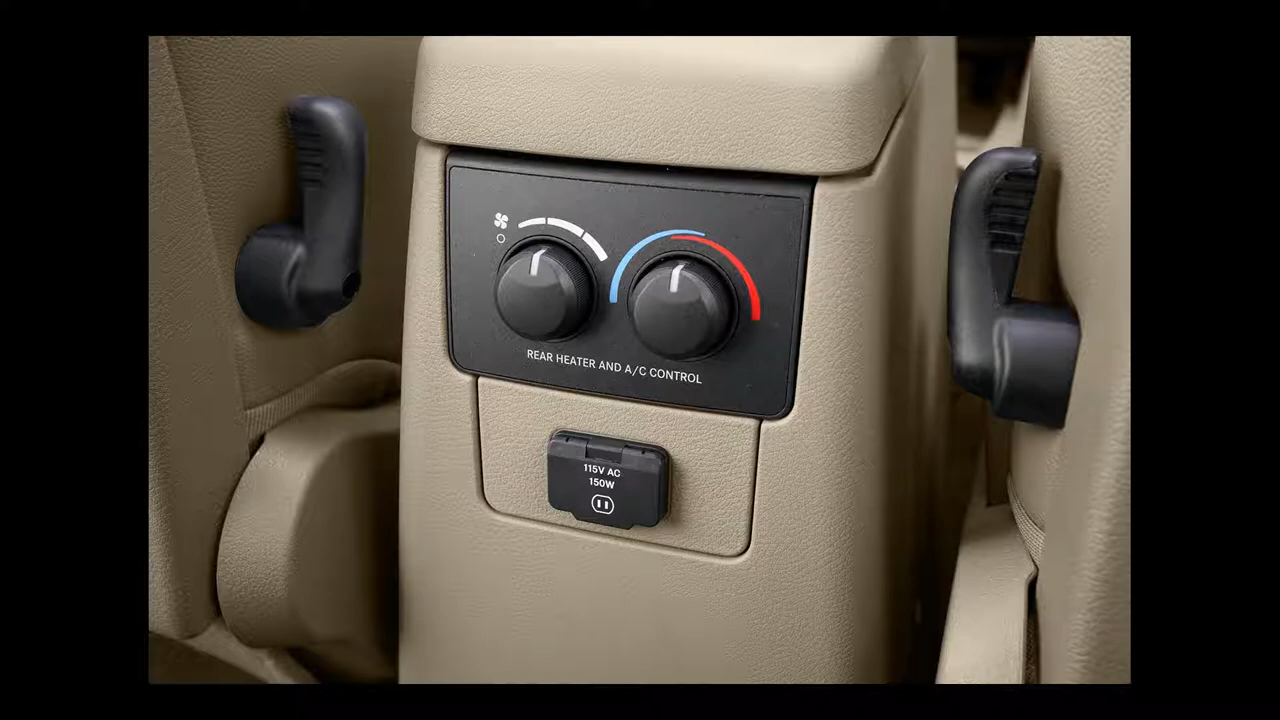 REAR HEATER AND A/C CONTROL
115V AC
150W